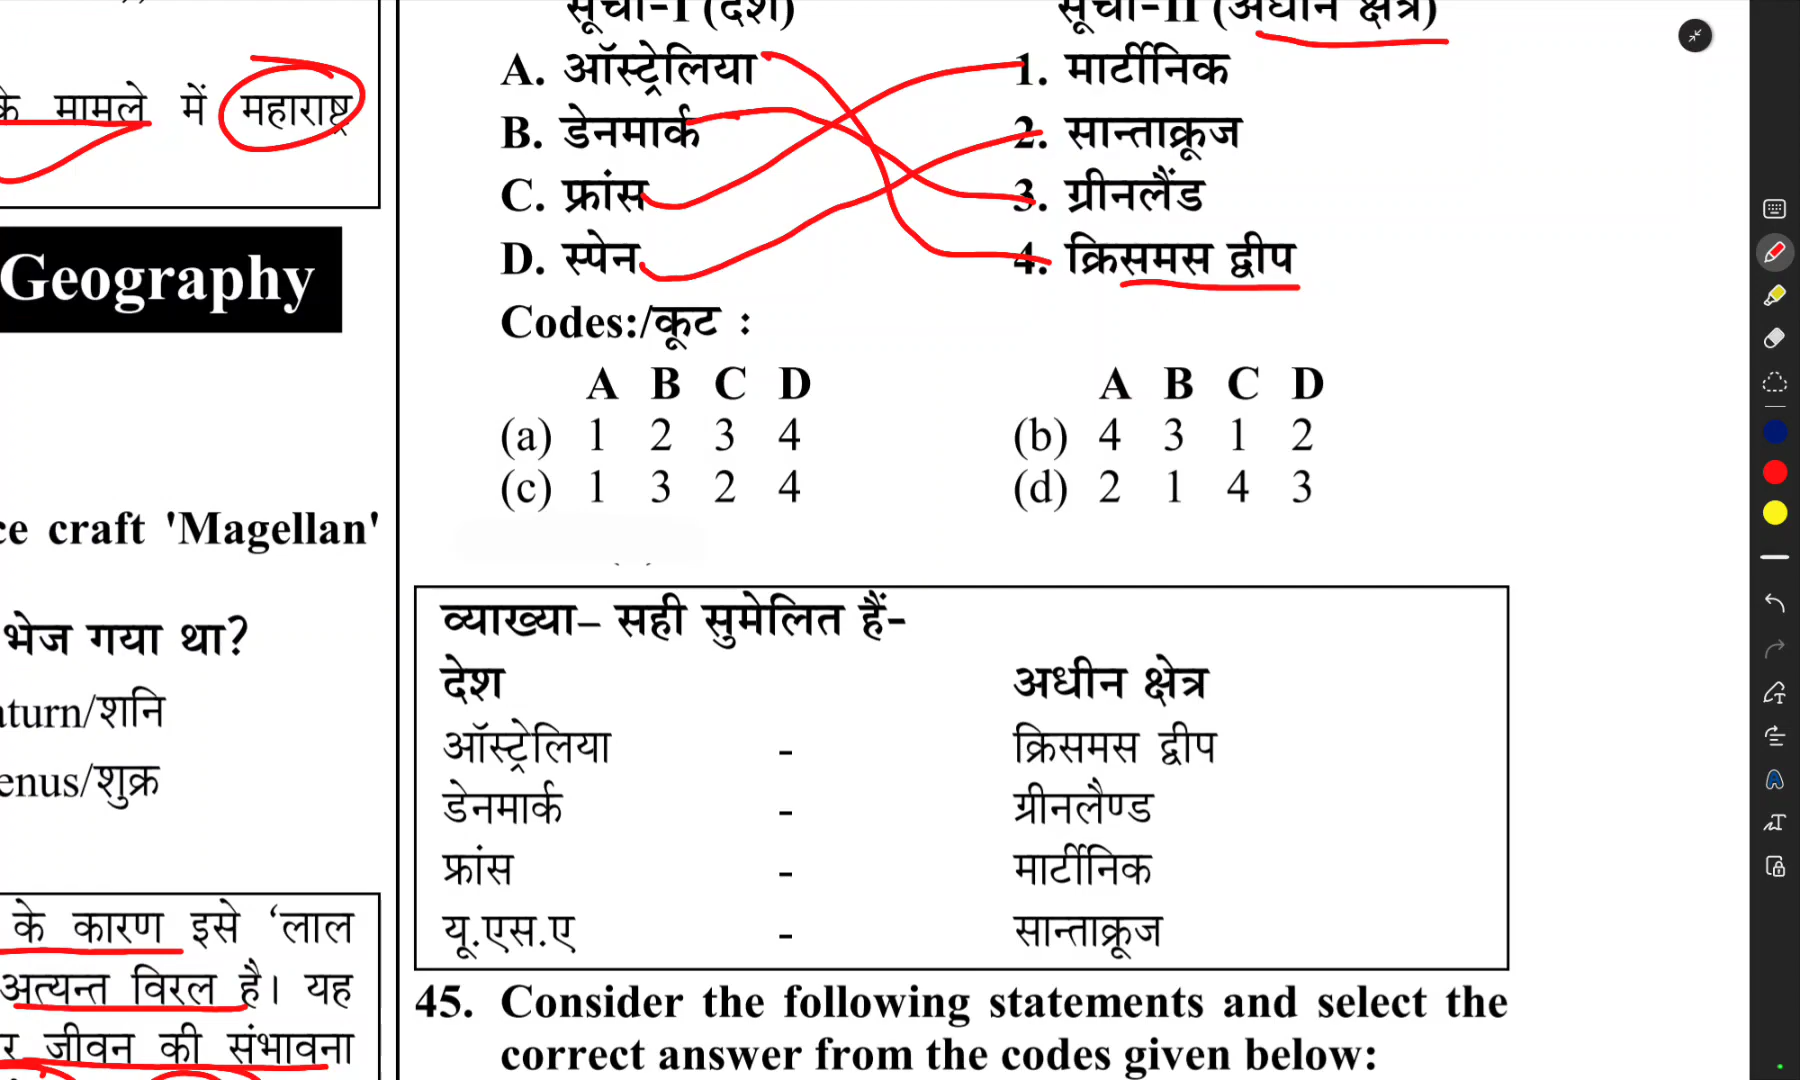 के मामले में महाराष्ट्र
Geography
craft 'Magellan'
भेज गया था?
/शनि
/शुक्र
के कारण इसे ‘लाल
अत्यन्त विरल है। यह
जीवन की संभावना
सूची-I (देश) सूची-II (अधीन क्षेत्र)
A. ऑस्ट्रेलिया 1. मार्टीनिक
B. डेनमार्क 2. सान्ताक्रूज
C. फ्रांस 3. ग्रीनलैंड
D. स्पेन 4. क्रिसमस द्वीप
Codes:/कूट :
A B C D A B C D
(a) 1 2 3 4 (b) 4 3 1 2
(c) 1 3 2 4 (d) 2 1 4 3
व्याख्या– सही सुमेलित हैं-
देश अधीन क्षेत्र
ऑस्ट्रेलिया - क्रिसमस द्वीप
डेनमार्क - ग्रीनलैण्ड
फ्रांस - मार्टीनिक
यू.एस.ए - सान्ताक्रूज
45. Consider the following statements and select the
correct answer from the codes given below: